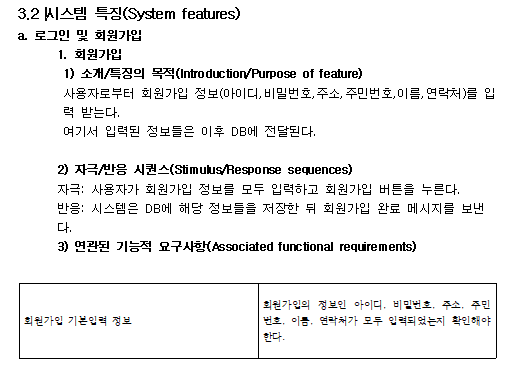 3.2 시스템 특징(System features)
a. 로그인 및 회원가입
1. 회원가입
1) 소개/특징의 목적(Introduction/Purpose of feature)
사용자로부터 회원가입 정보(아이디,비밀번호,주소,주민번호,이름,연락처)를 입
력 받는다.
여기서 입력된 정보들은 이후 DB에 전달된다.
2) 자극/반응 시퀀스(Stimulus/Response sequences)
자극: 사용자가 회원가입 정보를 모두 입력하고 회원가입 버튼을 누른다.
반응: 시스템은 DB에 해당 정보들을 저장한 뒤 회원가입 완료 메시지를 보낸
다.
3) 연관된 기능적 요구사항(Associated functional requirements)
회원가입 기본입력 정보
회원가입의 정보인 아이디, 비밀번호, 주소, 주민
번호, 이름, 연락처가 모두 입력되었는지 확인해야
한다.